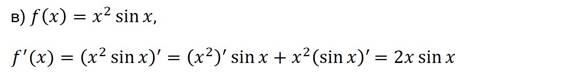 в) f(x) = x² sin x,
f′(x) = (x² sin x)′ = (x²)′ sin x + x²(sin x)′ = 2x sin x